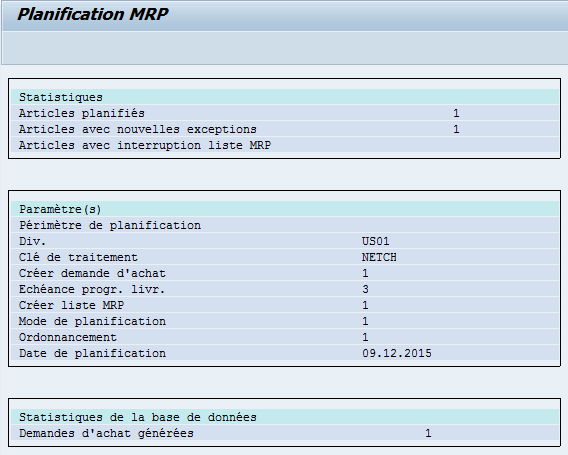 Planification MRP
Statistiques
Articles planifiés 1
Articles avec nouvelles exceptions 1
Articles avec interruption liste MRP
Paramètre(s)
Périmètre de planification
Div. US01
Clé de traitement NETCH
Créer demande d'achat 1
Echéance progr. livr. 3
Créer liste MRP 1
Mode de planification 1
Ordonnancement 1
Date de planification 09.12.2015
Statistiques de la base de données
Demandes d'achat générées 1